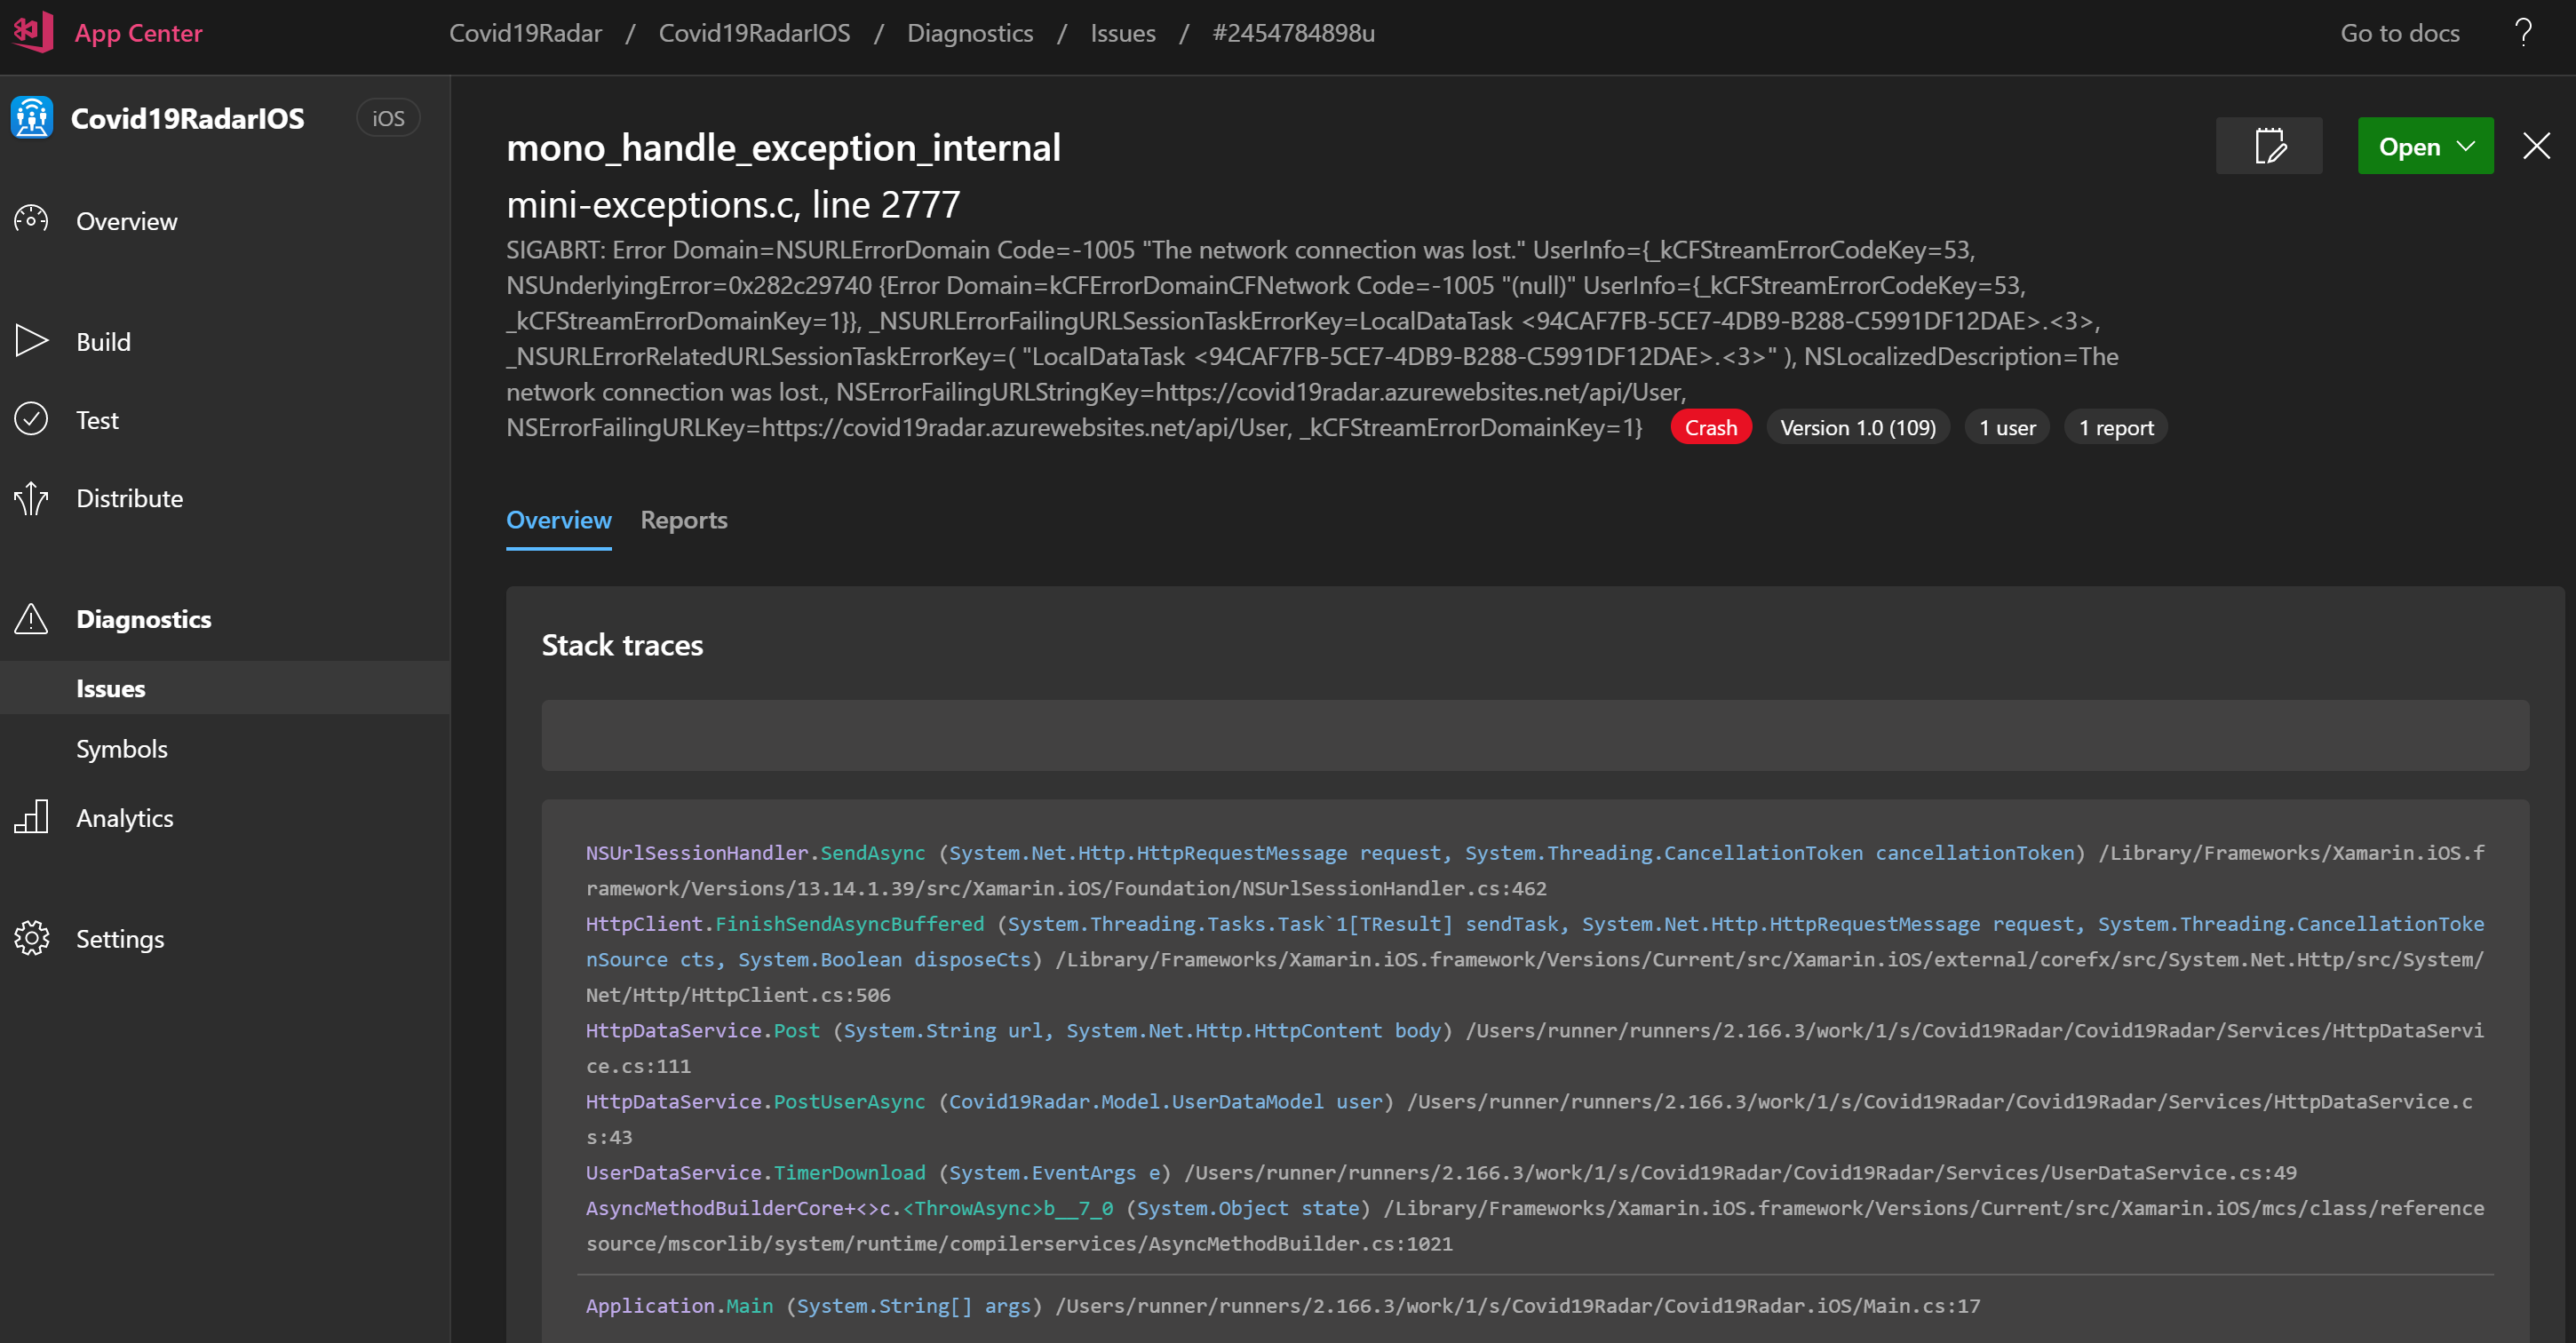 App Center
Covid19Radar / Covid19RadarIOS / Diagnostics / Issues / #2454784898u
Go to docs
?
Covid19RadarIOS
iOS
Overview
Build
Test
Distribute
Diagnostics
Issues
Symbols
Analytics
Settings
mono_handle_exception_internal
Open
mini-exceptions.c, line 2777
SIGABRT: Error Domain=NSURLErrorDomain Code=-1005 "The network connection was lost." UserInfo={_kCFStreamErrorCodeKey=53,
NSUnderlyingError=0x282c29740 {Error Domain=kCFErrorDomainCFNetwork Code=-1005 "(null)" UserInfo={_kCFStreamErrorCodeKey=53,
_kCFStreamErrorDomainKey=1}}, _NSURLErrorFailingURLSessionTaskErrorKey=LocalDataTask <94CAF7FB-5CE7-4DB9-B288-C5991DF12DAE>.<3>,
_NSURLErrorRelatedURLSessionTaskErrorKey=( "LocalDataTask <94CAF7FB-5CE7-4DB9-B288-C5991DF12DAE>.<3>" ), NSLocalizedDescription=The
network connection was lost., NSErrorFailingURLStringKey=https://covid19radar.azurewebsites.net/api/User,
NSErrorFailingURLKey=https://covid19radar.azurewebsites.net/api/User, _kCFStreamErrorDomainKey=1} Crash Version 1.0 (109) 1 user 1 report
Overview Reports
Stack traces
NSUrlSessionHandler.SendAsync (System.Net.Http.HttpRequestMessage request, System.Threading.CancellationToken cancellationToken) /Library/Frameworks/Xamarin.iOS.f
ramework/Versions/13.14.1.39/src/Xamarin.iOS/Foundation/NSUrlSessionHandler.cs:462
HttpClient.FinishSendAsyncBuffered (System.Threading.Tasks.Task`1[TResult] sendTask, System.Net.Http.HttpRequestMessage request, System.Threading.CancellationToke
nSource cts, System.Boolean disposeCts) /Library/Frameworks/Xamarin.iOS.framework/Versions/Current/src/Xamarin.iOS/external/corefx/src/System.Net.Http/src/System/
Net/Http/HttpClient.cs:506
HttpDataService.Post (System.String url, System.Net.Http.HttpContent body) /Users/runner/runners/2.166.3/work/1/s/Covid19Radar/Covid19Radar/Services/HttpDataServi
ce.cs:111
HttpDataService.PostUserAsync (Covid19Radar.Model.UserDataModel user) /Users/runner/runners/2.166.3/work/1/s/Covid19Radar/Covid19Radar/Services/HttpDataService.c
s:43
UserDataService.TimerDownload (System.EventArgs e) /Users/runner/runners/2.166.3/work/1/s/Covid19Radar/Covid19Radar/Services/UserDataService.cs:49
AsyncMethodBuilderCore+<>c.<ThrowAsync>b__7_0 (System.Object state) /Library/Frameworks/Xamarin.iOS.framework/Versions/Current/src/Xamarin.iOS/mcs/class/reference
source/mscorlib/system/runtime/compilerservices/AsyncMethodBuilder.cs:1021
Application.Main (System.String[] args) /Users/runner/runners/2.166.3/work/1/s/Covid19Radar/Covid19Radar.iOS/Main.cs:17